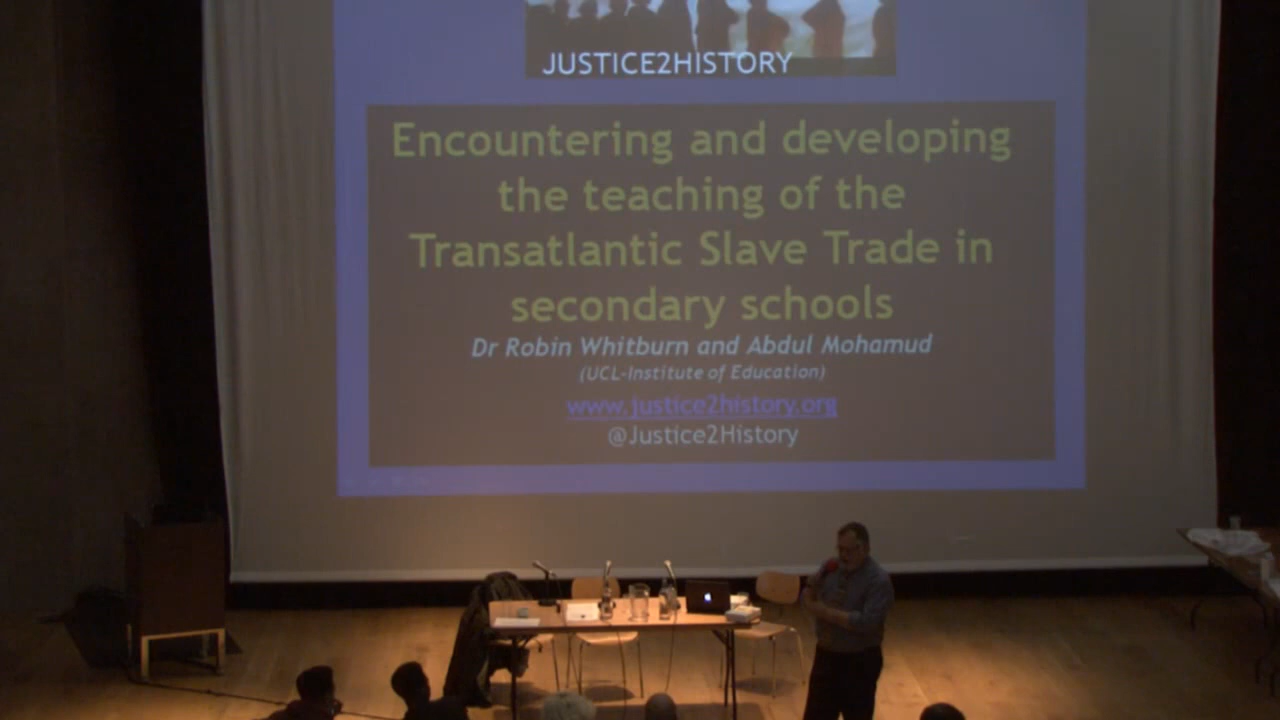 JUSTICE2HISTORY
Encountering and developing
the teaching of the
Transatlantic Slave Trade in
secondary schools
Dr Robin Whitburn and Abdul Mohamud
(UCL-Institute of Education)
www.justice2history.org
@Justice2History